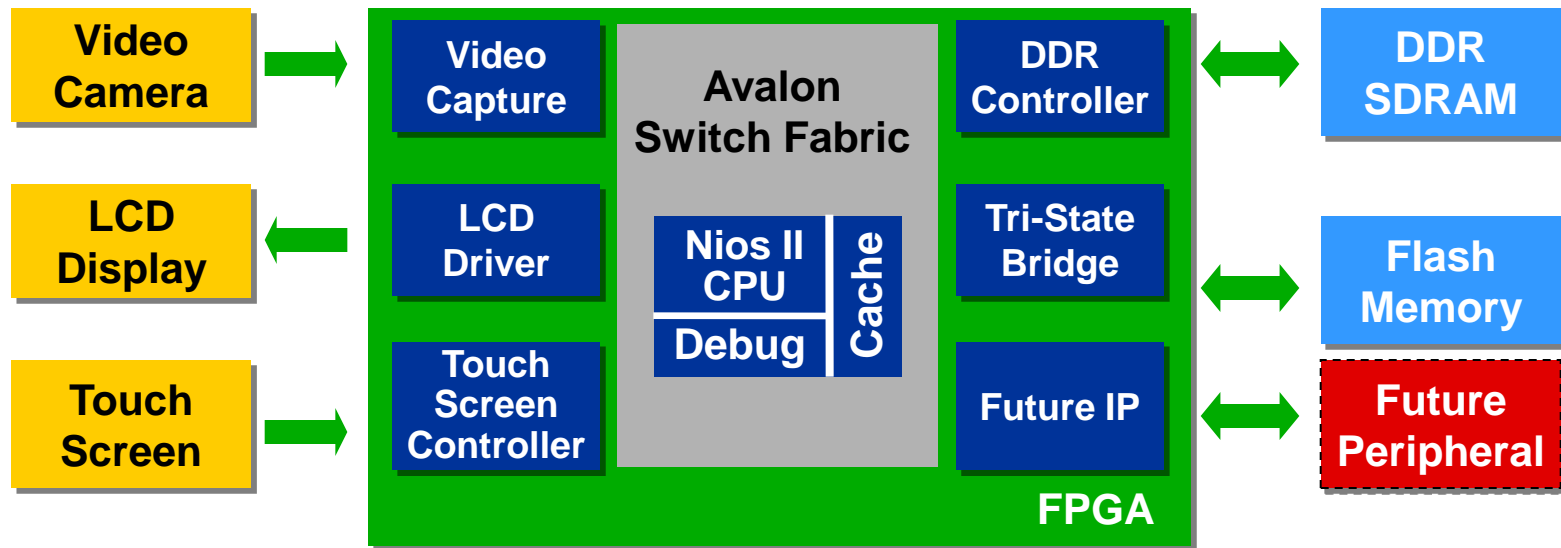 Video
Camera
Video
Capture
Avalon
Switch Fabric
DDR
Controller
DDR
SDRAM
LCD
Display
LCD
Driver
Nios II
CPU
Debug
Cache
Tri-State
Bridge
Flash
Memory
Touch
Screen
Touch
Screen
Controller
Future IP
Future
Peripheral
FPGA